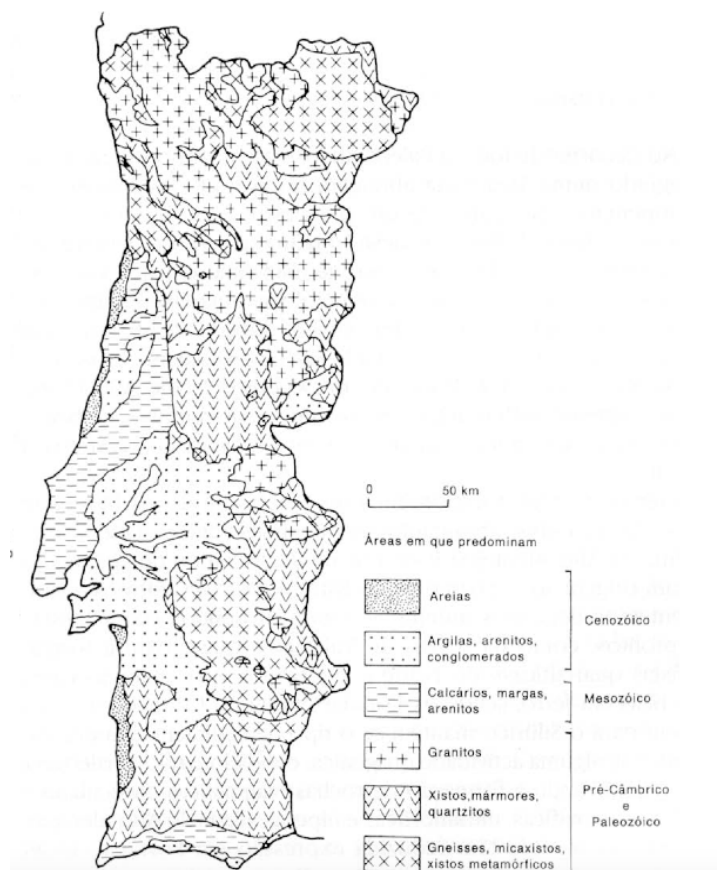 0 50 km
Áreas em que predominam
Areias
Argilas, arenitos,
conglomerados
Cenozóico
Calcários, margas,
arenitos
Mesozóico
Granitos
Xistos, mármores,
quartzitos
Pré-Câmbrico
e
Paleozóico
Gneisses, micaxistos,
xistos metamórficos